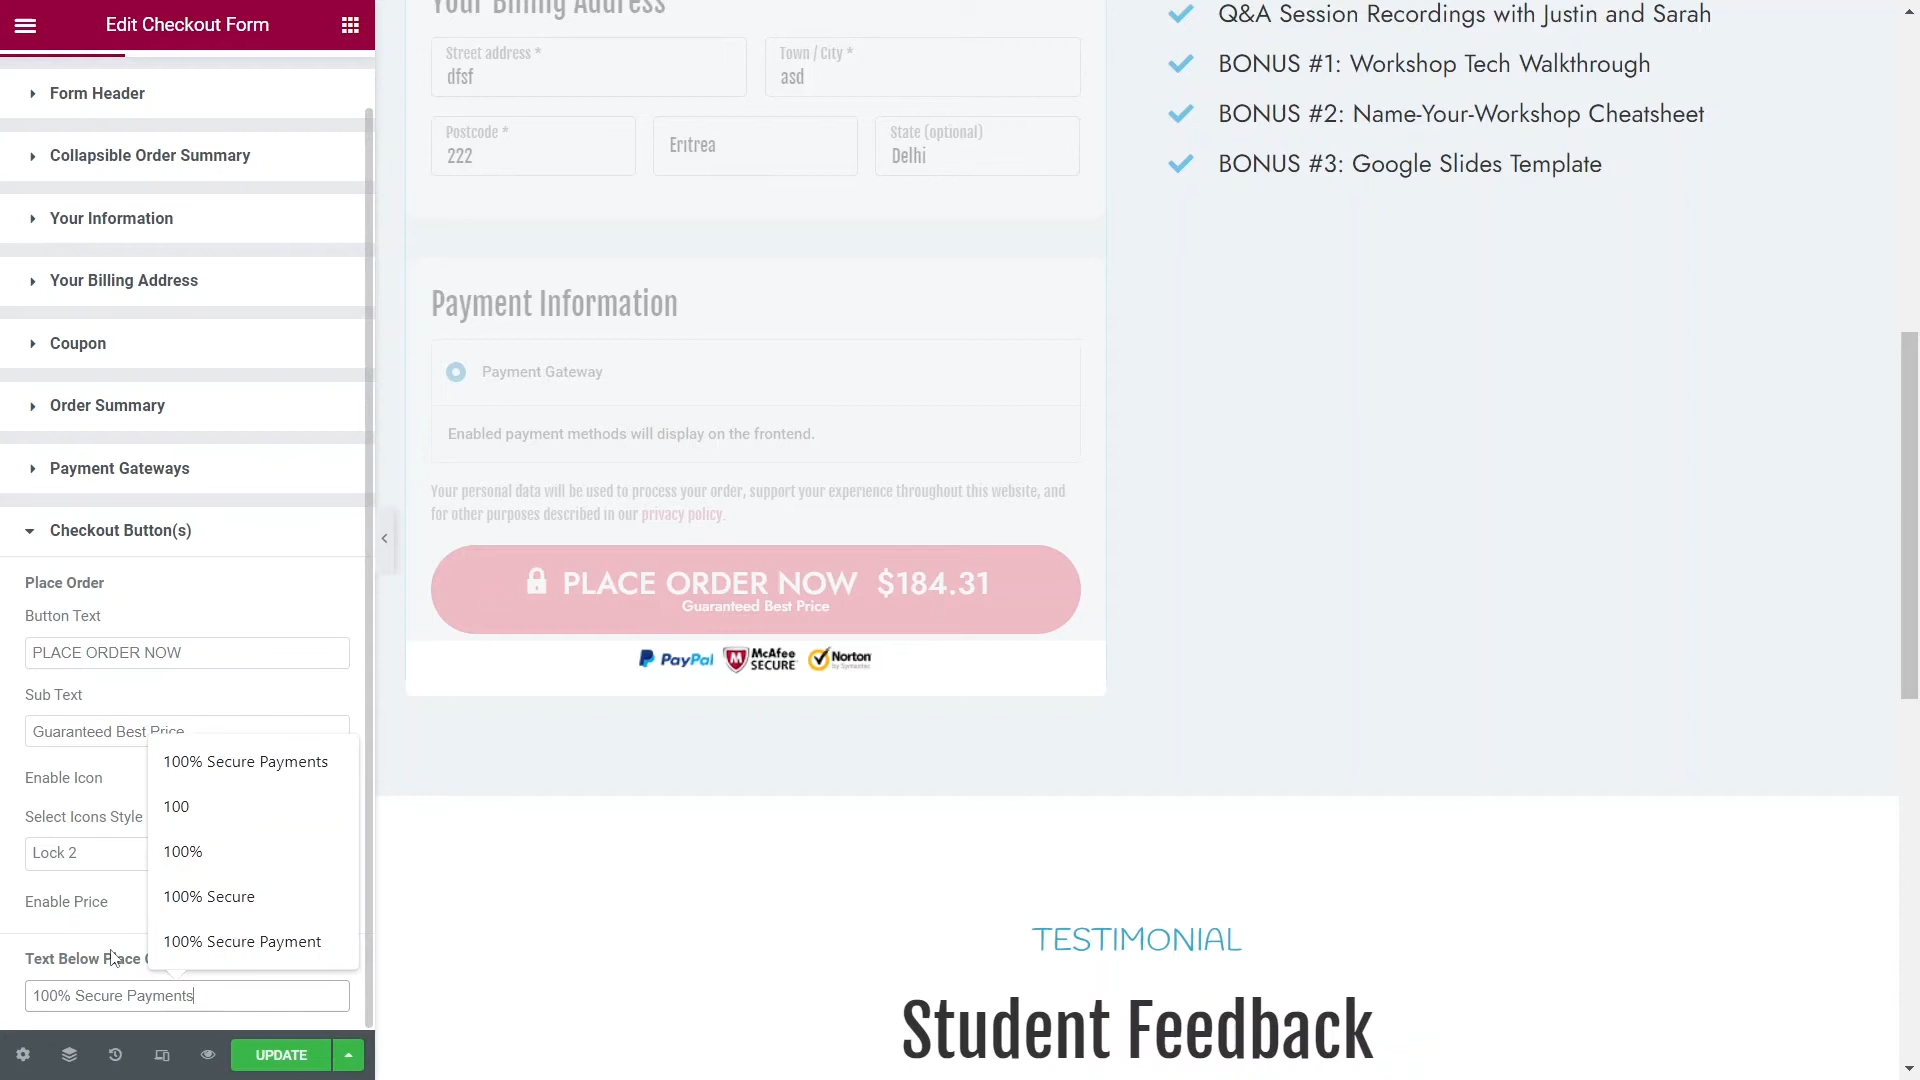 Edit Checkout Form
Form Header
Collapsible Order Summary
Your Information
Your Billing Address
Coupon
Order Summary
Payment Gateways
Checkout Button(s)
Place Order
Button Text
PLACE ORDER NOW
Sub Text
Guaranteed Best Price
Enable Icon
Select Icons Style
Lock 2
Enable Price
100% Secure Payments
100
100%
100% Secure
100% Secure Payment
Text Below Place
100% Secure Payments
UPDATE
Your Billing Address
Street address *
dfsf
Town / City *
asd
Postcode *
222
Eritrea
State (optional)
Delhi
Payment Information
Payment Gateway
Enabled payment methods will display on the frontend.
Your personal data will be used to process your order, support your experience throughout this website, and
for other purposes described in our privacy policy.
PLACE ORDER NOW $184.31
Guaranteed Best Price
PayPal McAfee SECURE Norton by Symantec
Q&A Session Recordings with Justin and Sarah
BONUS #1: Workshop Tech Walkthrough
BONUS #2: Name-Your-Workshop Cheatsheet
BONUS #3: Google Slides Template
TESTIMONIAL
Student Feedback